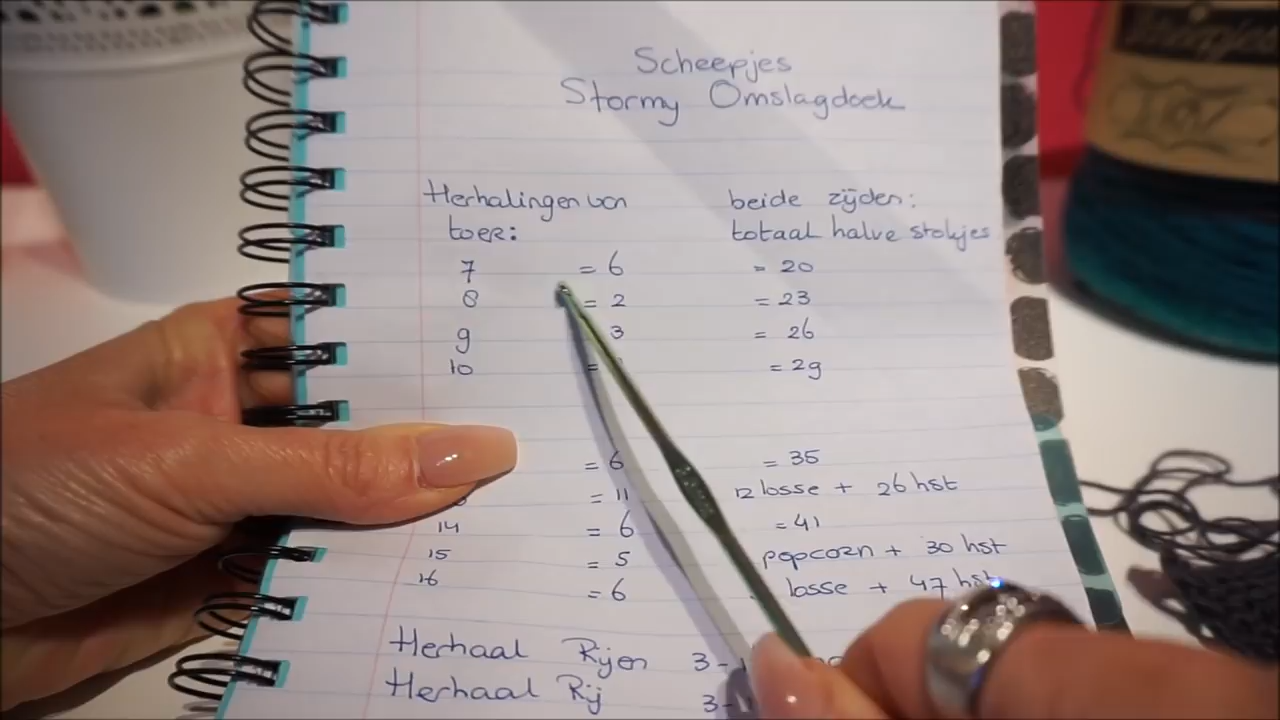 Scheepjes
Stormy Omslagdoek
Herhalingen van beide zijden:
toer: totaal halve stokjes
7 = 6 = 20
8 = 2 = 23
9 3 = 26
10 = = 29
= 6 = 35
= 11 12 losse + 26 hst
14 = 6 = 41
15 = 5 popcorn + 30 hst
16 = 6 losse + 47 hst
Herhaal Rijen 3-
Herhaal Rij 3-